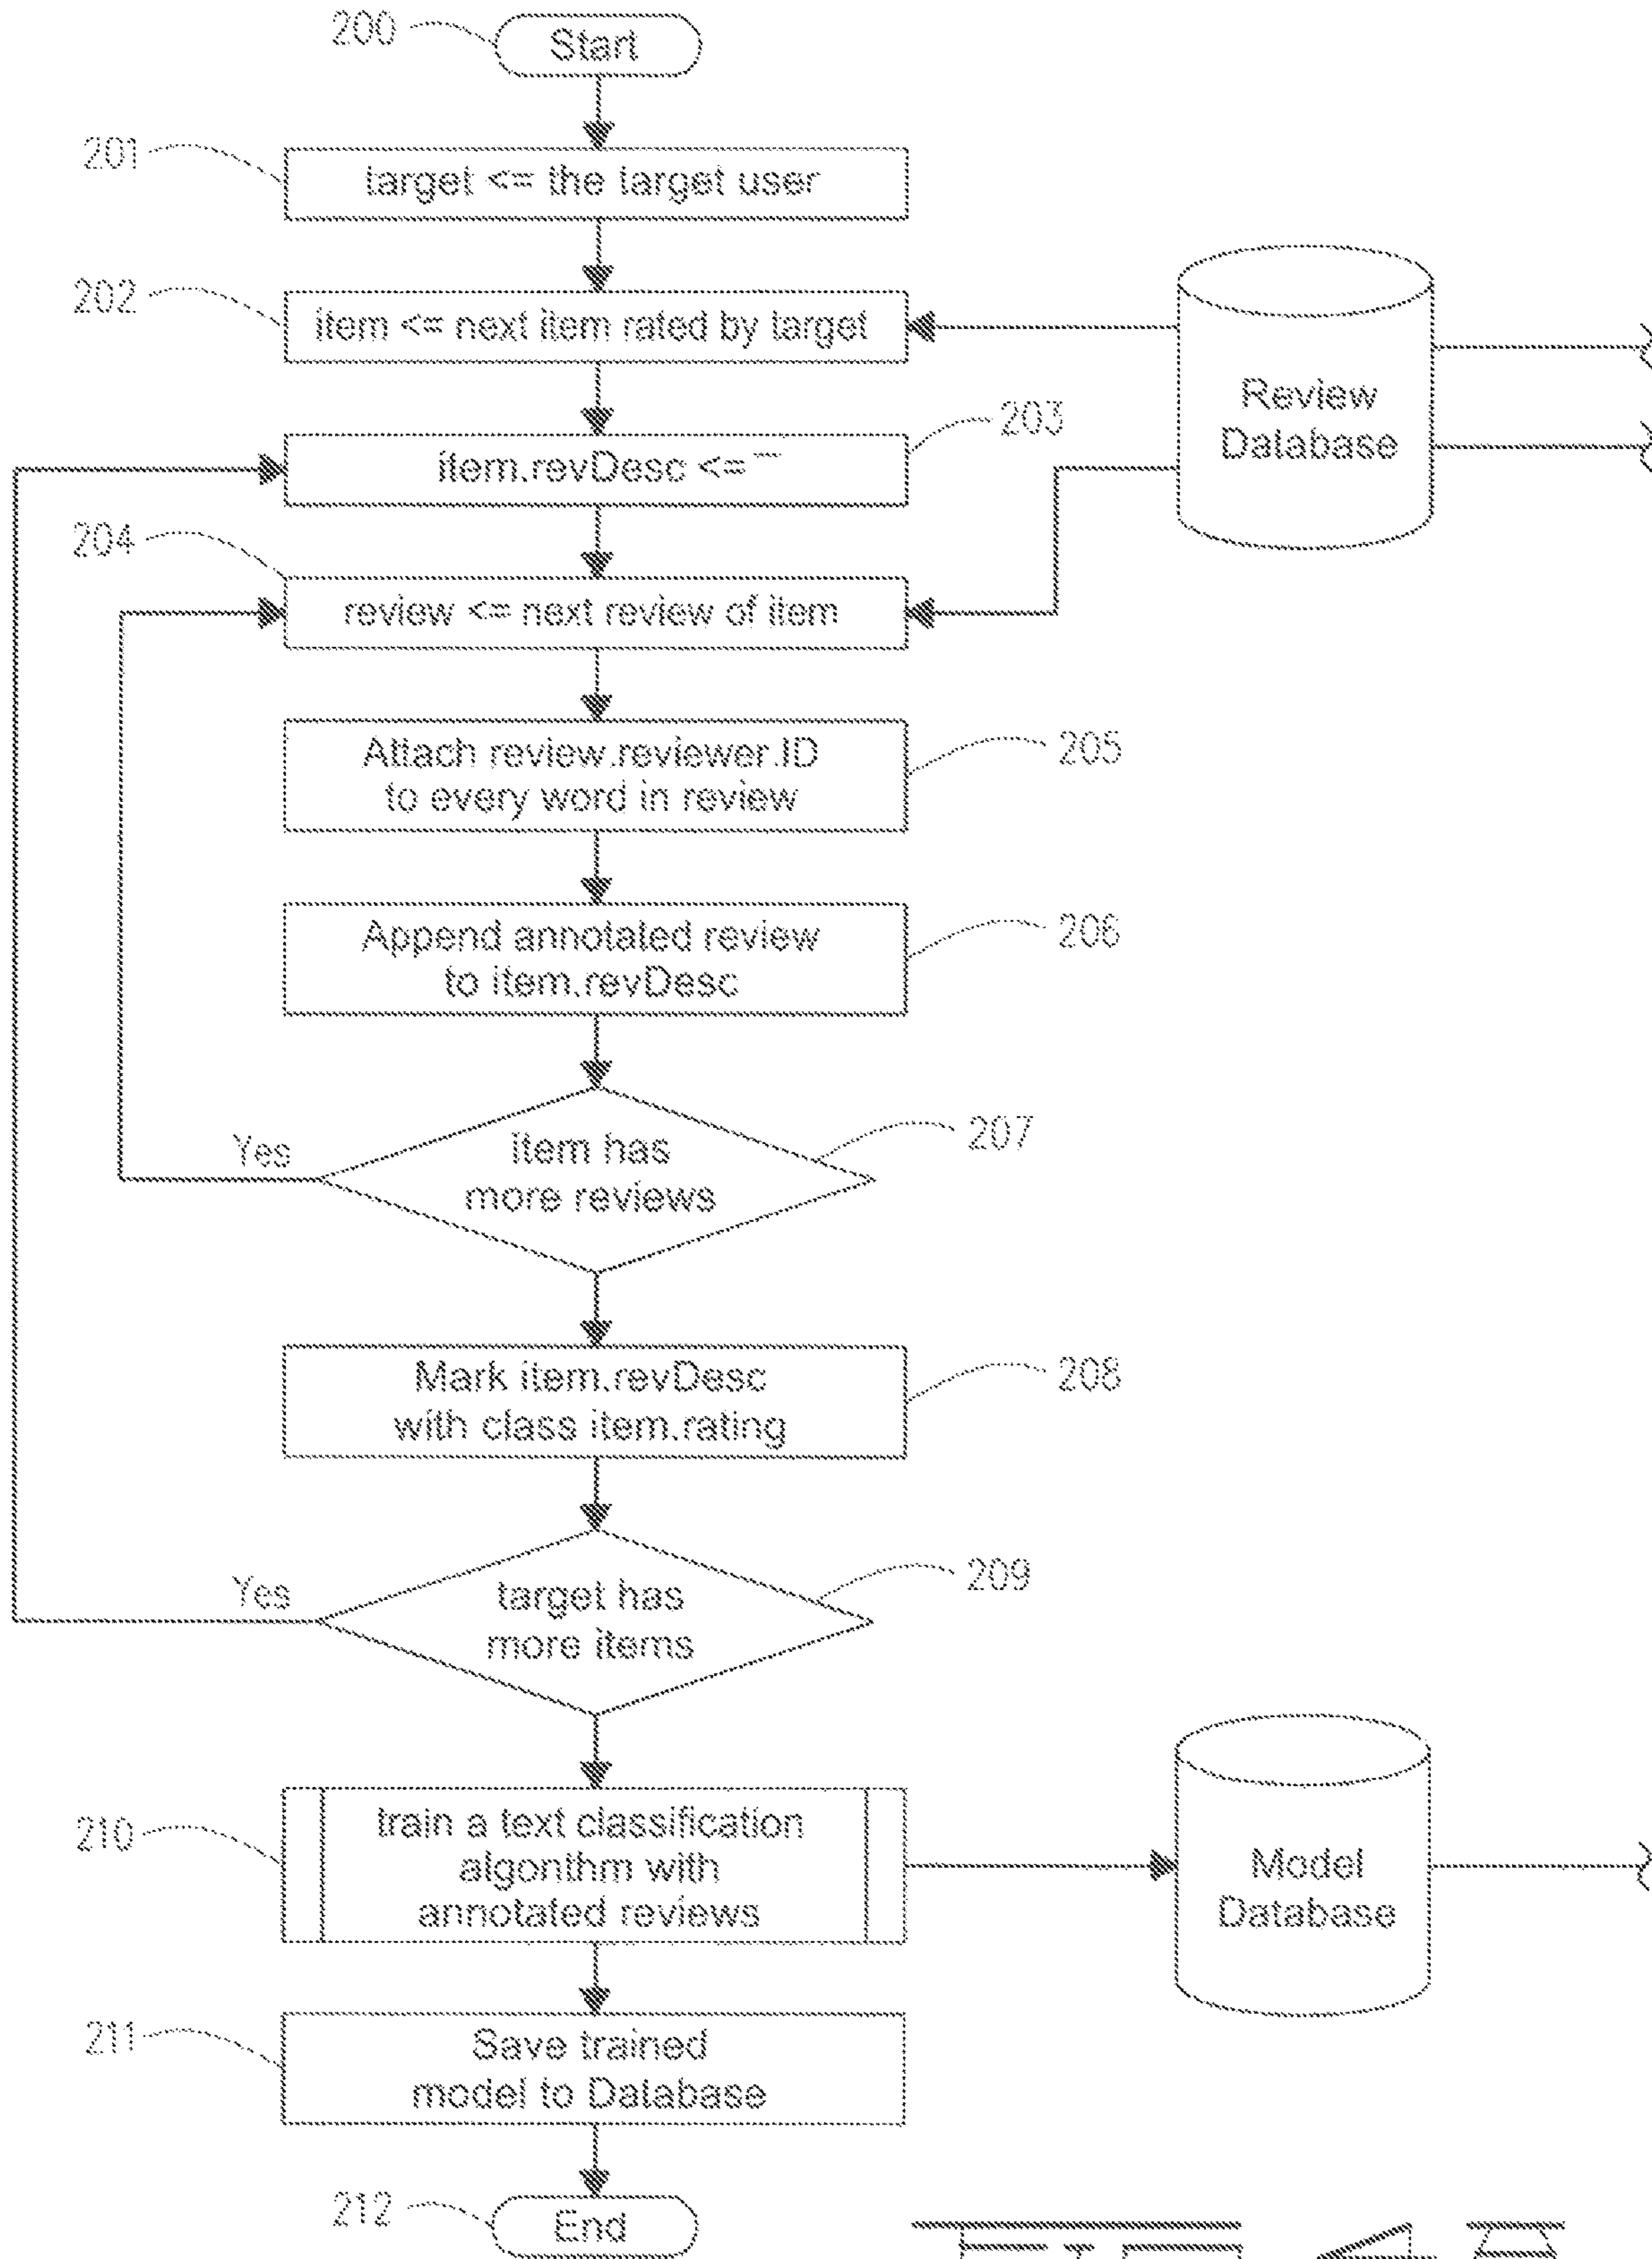 200
Start
201
target <= the target user
202
item <= next item rated by target
Review
Database
203
item.revDesc <= ""
204
review <= next review of item
Attach review.reviewer.ID
to every word in review
205
Append annotated review
to item.revDesc
206
item has
more reviews
207
Yes
Mark item.revDesc
with class item.rating
208
target has
more items
209
Yes
210
train a text classification
algorithm with
annotated reviews
Model
Database
211
Save trained
model to Database
212
End